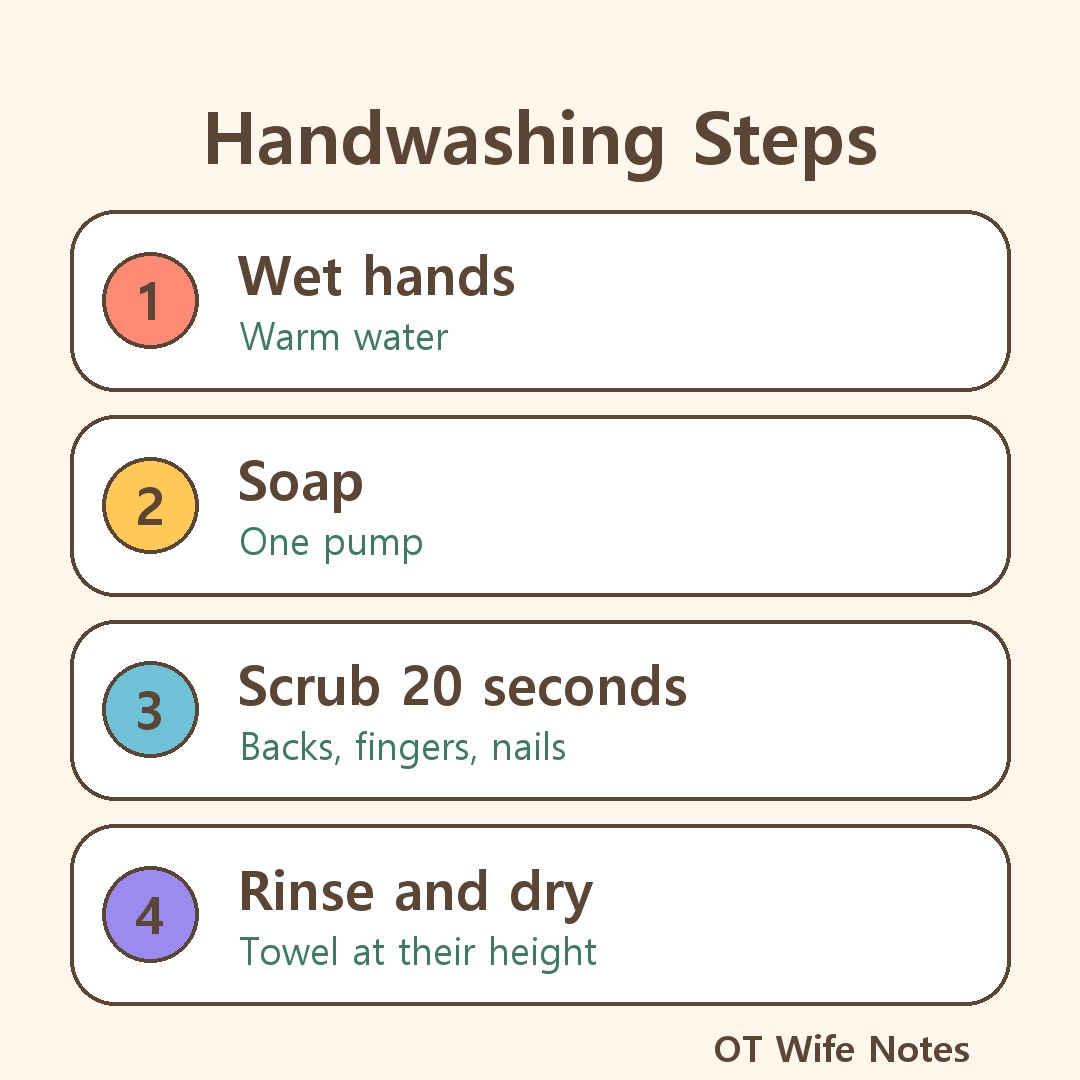 Handwashing Steps
1
Wet hands
Warm water
2
Soap
One pump
3
Scrub 20 seconds
Backs, fingers, nails
4
Rinse and dry
Towel at their height
OT Wife Notes